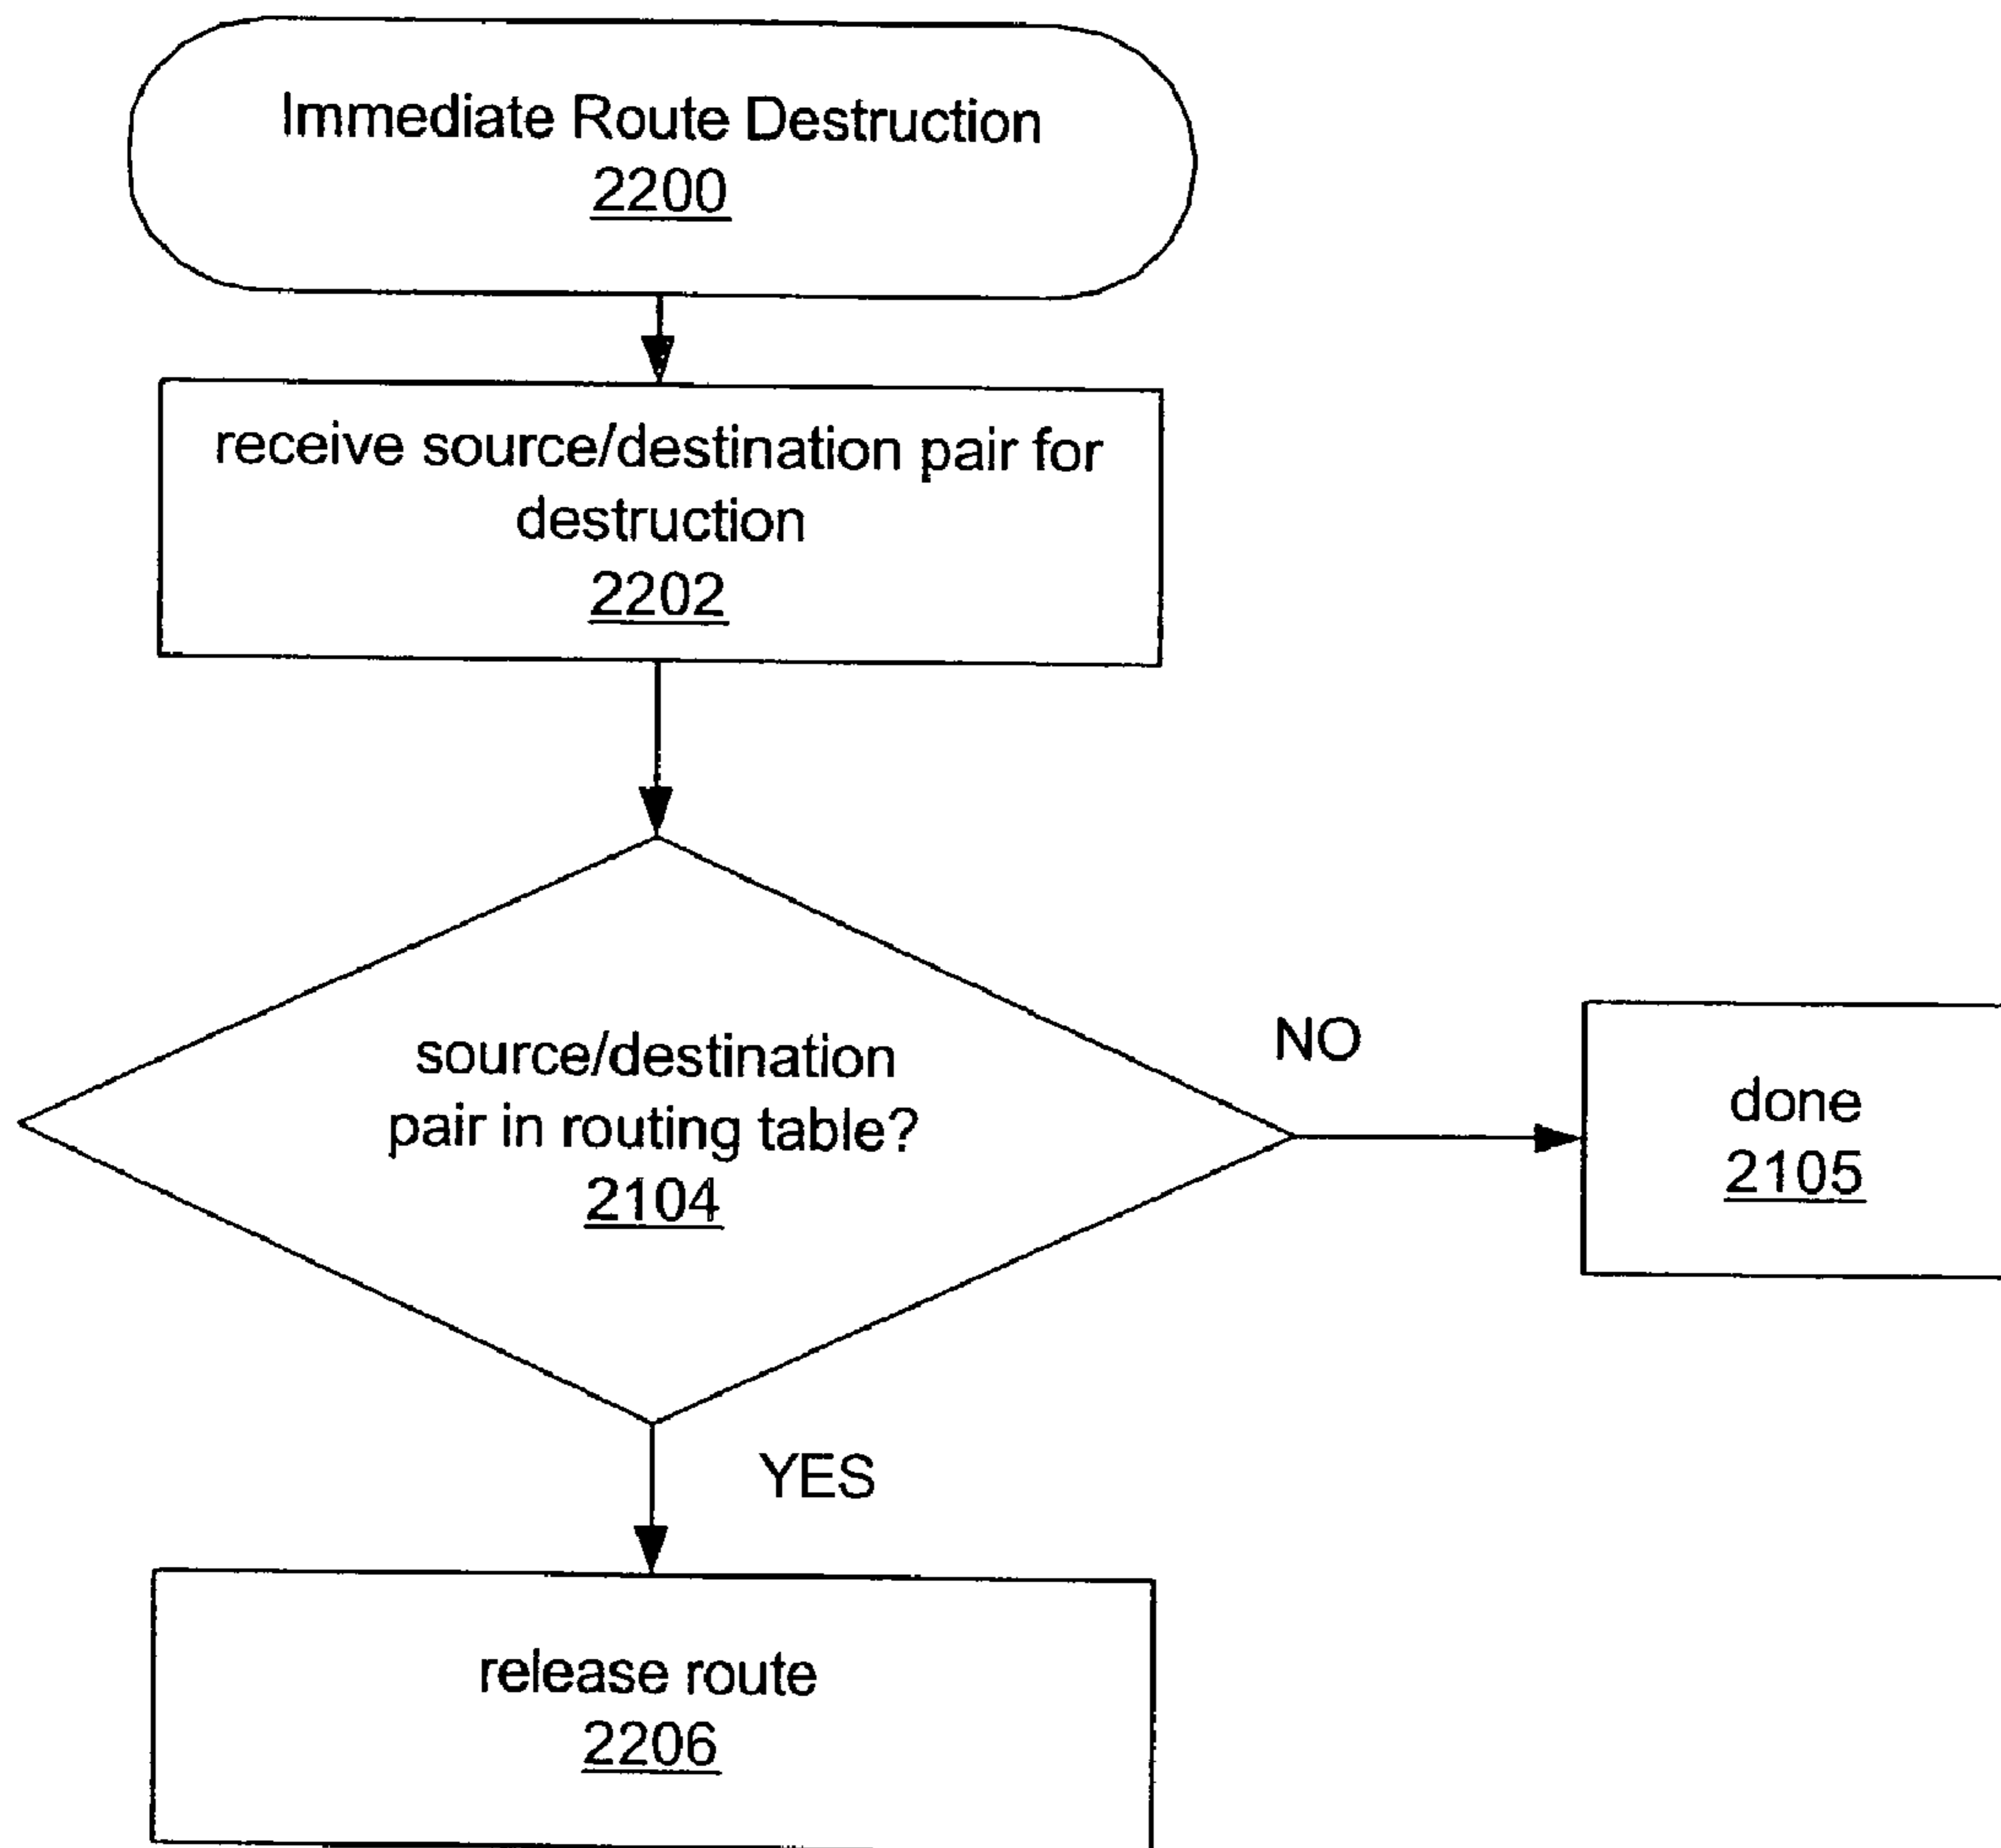 Immediate Route Destruction
2200
receive source/destination pair for
destruction
2202
source/destination
pair in routing table?
2104
NO
done
2105
YES
release route
2206